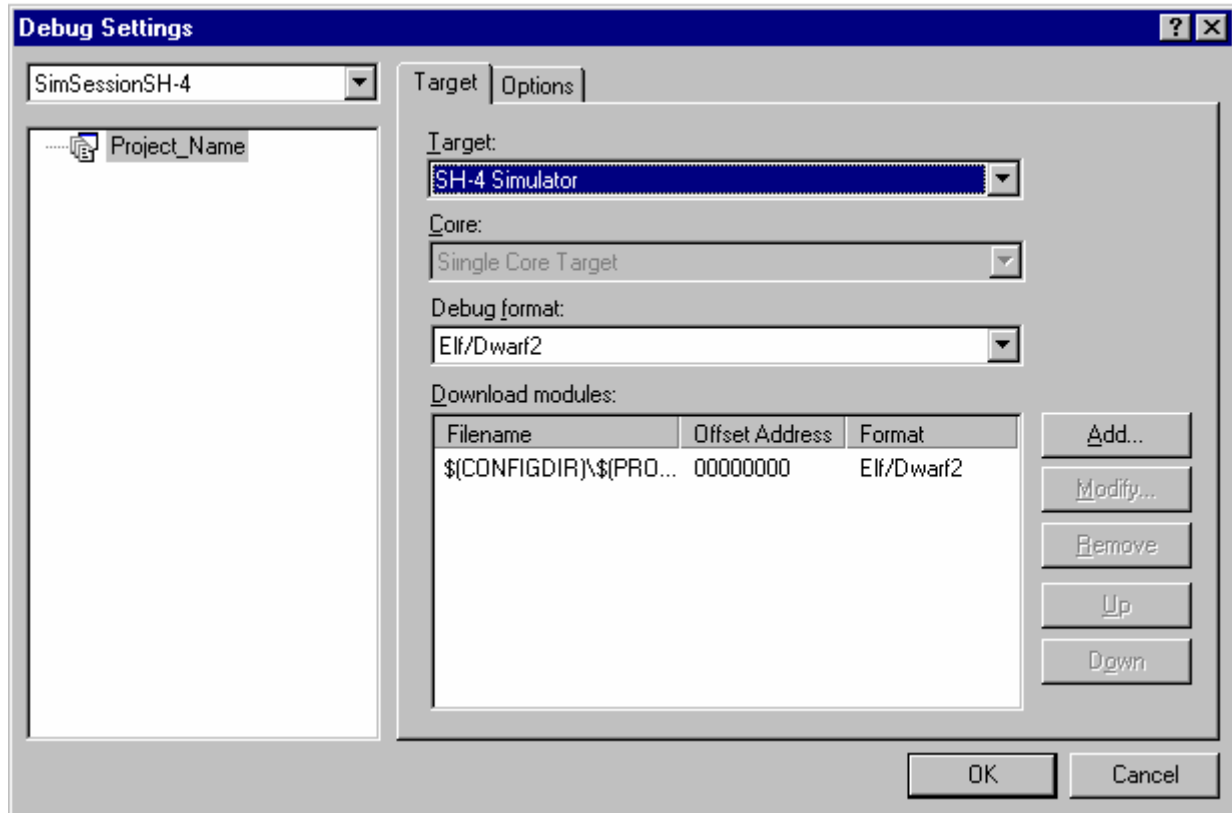 Debug Settings
SimSessionSH-4
Project_Name
Target
Options
Target:
SH-4 Simulator
Core:
Siingle Core Target
Debug format:
Elf/Dwarf2
Download modules:
Filename Offset Address Format
$(CONFIGDIR)\$(PRO... 00000000 Elf/Dwarf2
Add...
Modify...
Remove
Up
Down
OK
Cancel